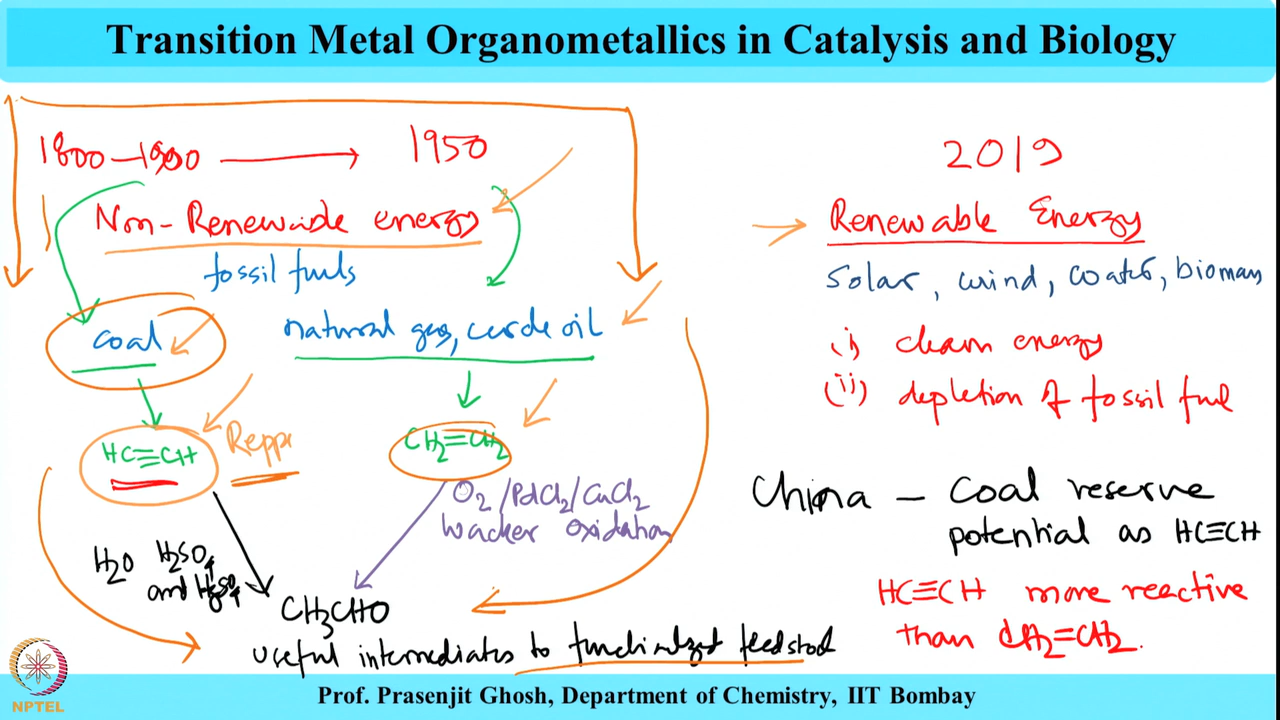 Transition Metal Organometallics in Catalysis and Biology
1800 – 1900 → 1950
Non-Renewable energy
fossil fuels
coal
natural gas, crude oil
HC≡CH
Reppe
CH2=CH2
O2/PdCl2/CuCl2
Wacker oxidation
H2O H2SO4
and HgSO4
CH3CHO
useful intermediates to functionalized feedstock
2019
Renewable Energy
Solar, wind, water, biomass
(i) clean energy
(ii) depletion of fossil fuel
China – Coal reserve
potential as HC≡CH
HC≡CH more reactive
than CH2=CH2.
NPTEL
Prof. Prasenjit Ghosh, Department of Chemistry, IIT Bombay